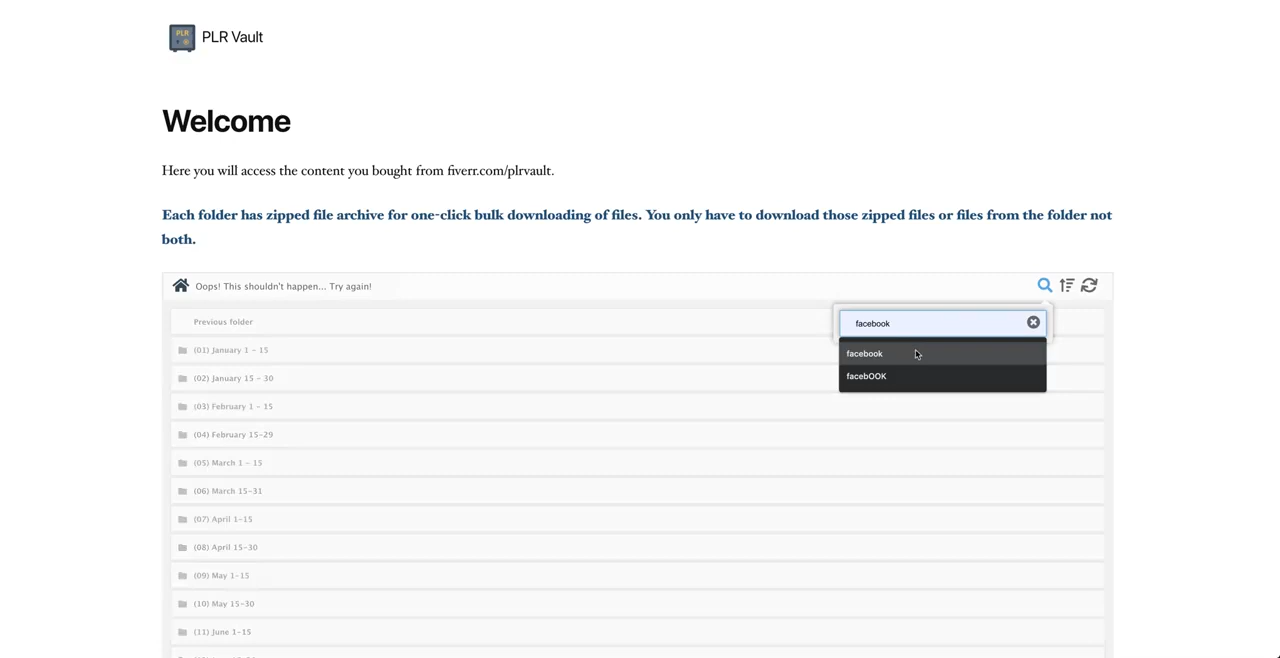 PLR
PLR Vault
Welcome
Here you will access the content you bought from fiverr.com/plrvault.
Each folder has zipped file archive for one-click bulk downloading of files. You only have to download those zipped files or files from the folder not
both.
Oops! This shouldn't happen... Try again!
Previous folder
facebook
(01) January 1 - 15
facebook
(02) January 15 - 30
facebOOK
(03) February 1 - 15
(04) February 15-29
(05) March 1 - 15
(06) March 15-31
(07) April 1-15
(08) April 15-30
(09) May 1-15
(10) May 15-30
(11) June 1-15